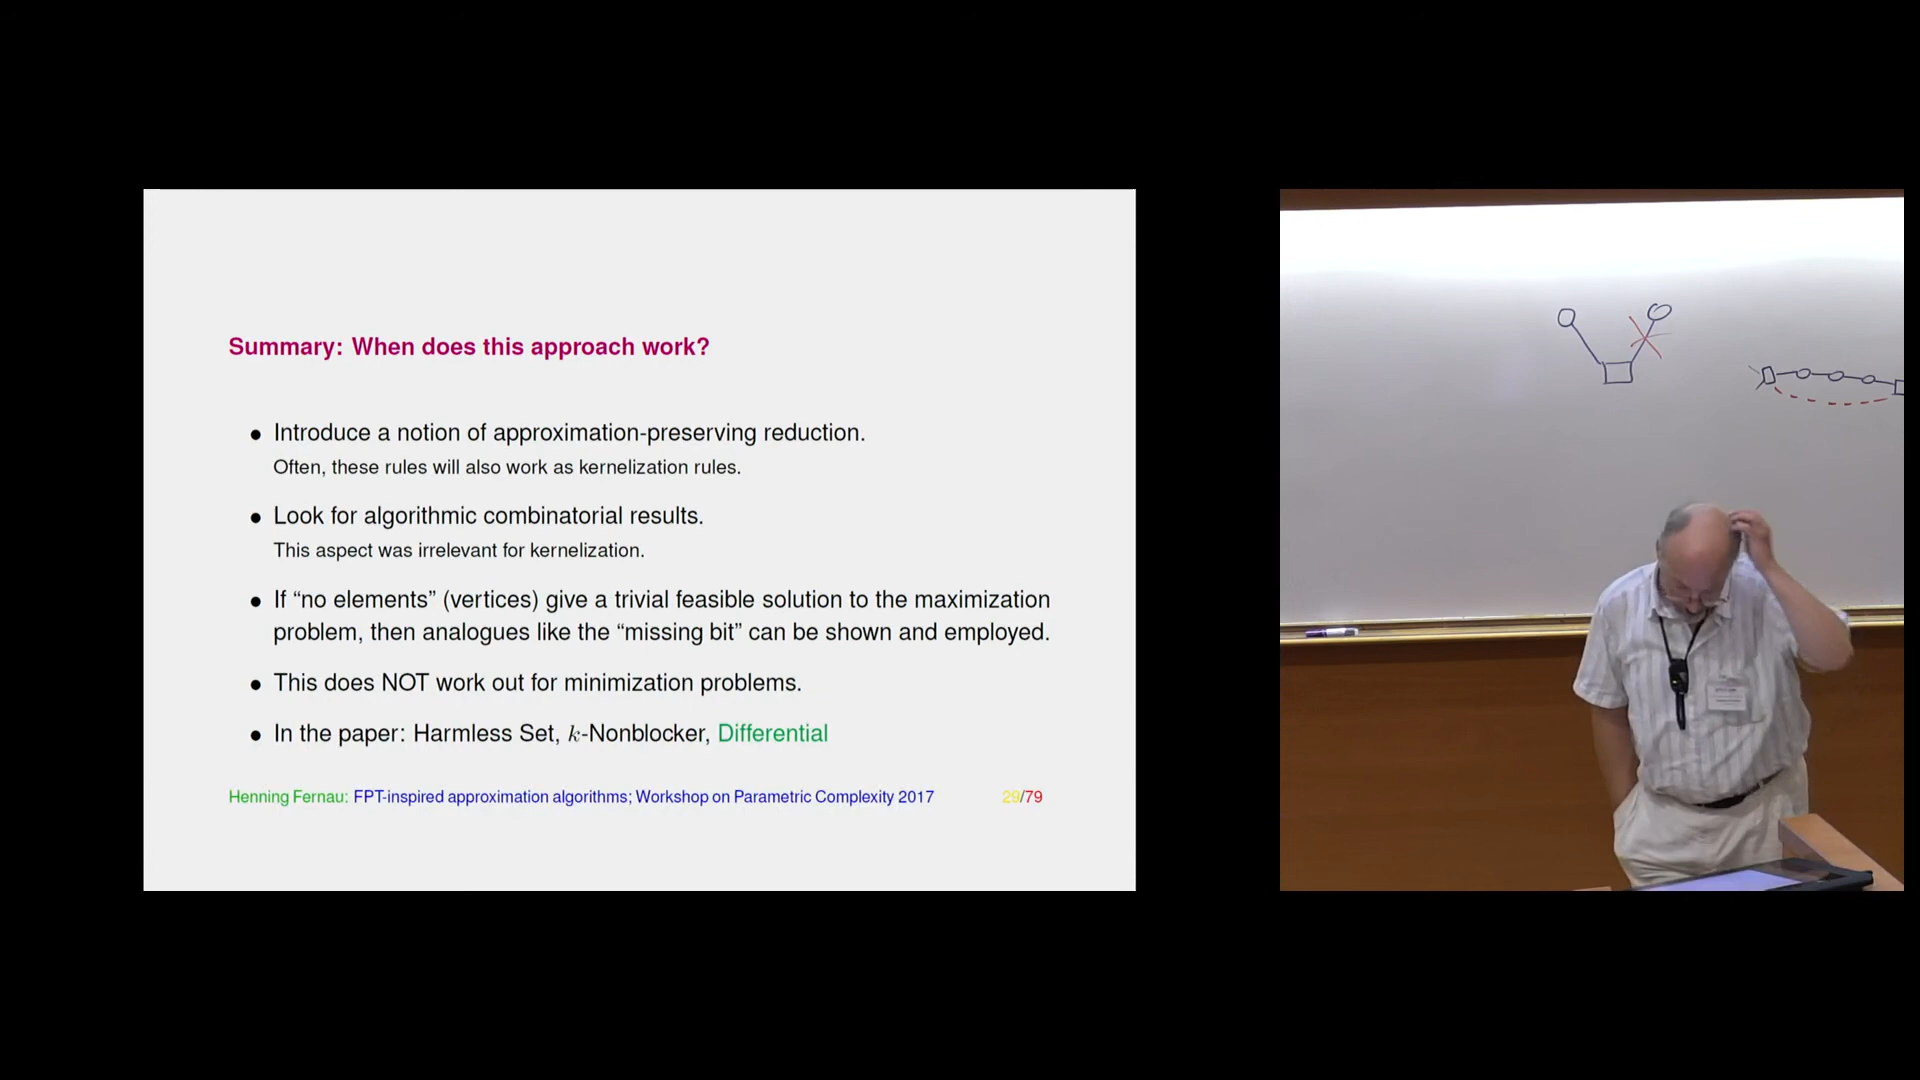 Summary: When does this approach work?
● Introduce a notion of approximation-preserving reduction.
Often, these rules will also work as kernelization rules.
● Look for algorithmic combinatorial results.
This aspect was irrelevant for kernelization.
● If “no elements” (vertices) give a trivial feasible solution to the maximization
problem, then analogues like the “missing bit” can be shown and employed.
● This does NOT work out for minimization problems.
● In the paper: Harmless Set, k-Nonblocker, Differential
Henning Fernau: FPT-inspired approximation algorithms; Workshop on Parametric Complexity 2017 29/79